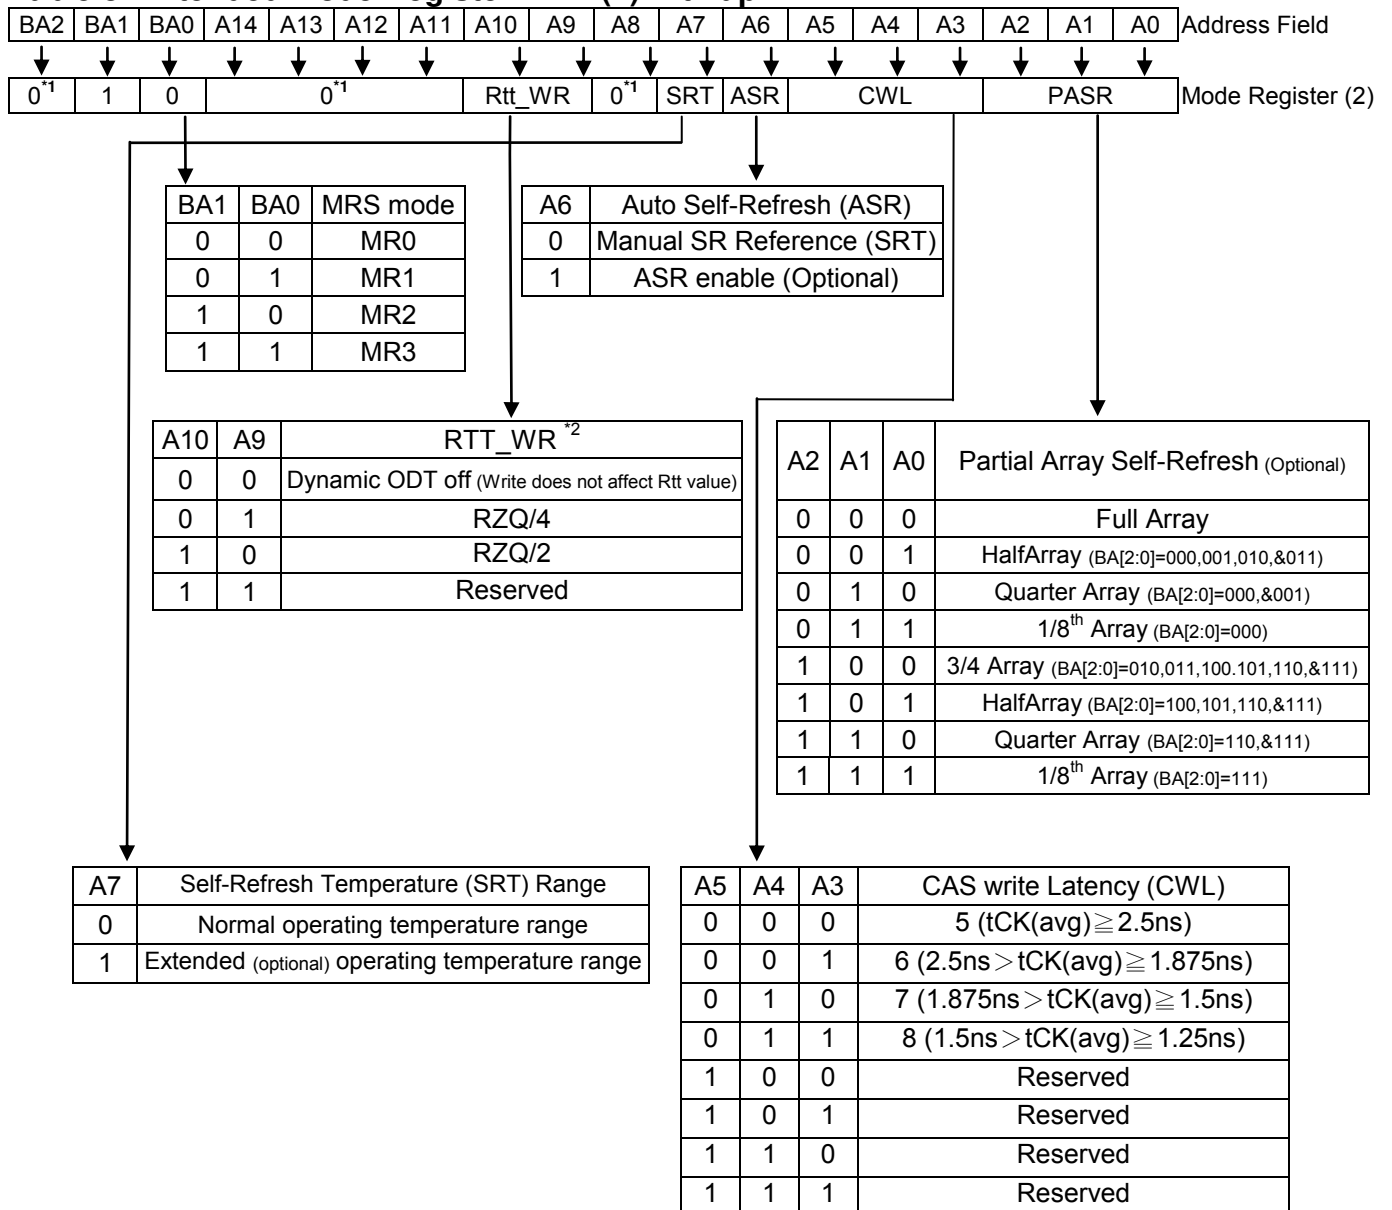 BA2 BA1 BA0 A14 A13 A12 A11 A10 A9 A8 A7 A6 A5 A4 A3 A2 A1 A0 Address Field
0*1 1 0 0*1 Rtt_WR 0*1 SRT ASR CWL PASR Mode Register (2)
BA1 BA0 MRS mode
0 0 MR0
0 1 MR1
1 0 MR2
1 1 MR3
A6 Auto Self-Refresh (ASR)
0 Manual SR Reference (SRT)
1 ASR enable (Optional)
A10 A9 RTT_WR *2
0 0 Dynamic ODT off (Write does not affect Rtt value)
0 1 RZQ/4
1 0 RZQ/2
1 1 Reserved
A2 A1 A0 Partial Array Self-Refresh (Optional)
0 0 0 Full Array
0 0 1 HalfArray (BA[2:0]=000,001,010,&011)
0 1 0 Quarter Array (BA[2:0]=000,&001)
0 1 1 1/8th Array (BA[2:0]=000)
1 0 0 3/4 Array (BA[2:0]=010,011,100.101,110,&111)
1 0 1 HalfArray (BA[2:0]=100,101,110,&111)
1 1 0 Quarter Array (BA[2:0]=110,&111)
1 1 1 1/8th Array (BA[2:0]=111)
A7 Self-Refresh Temperature (SRT) Range
0 Normal operating temperature range
1 Extended (optional) operating temperature range
A5 A4 A3 CAS write Latency (CWL)
0 0 0 5 (tCK(avg)≧2.5ns)
0 0 1 6 (2.5ns＞tCK(avg)≧1.875ns)
0 1 0 7 (1.875ns＞tCK(avg)≧1.5ns)
0 1 1 8 (1.5ns＞tCK(avg)≧1.25ns)
1 0 0 Reserved
1 0 1 Reserved
1 1 0 Reserved
1 1 1 Reserved